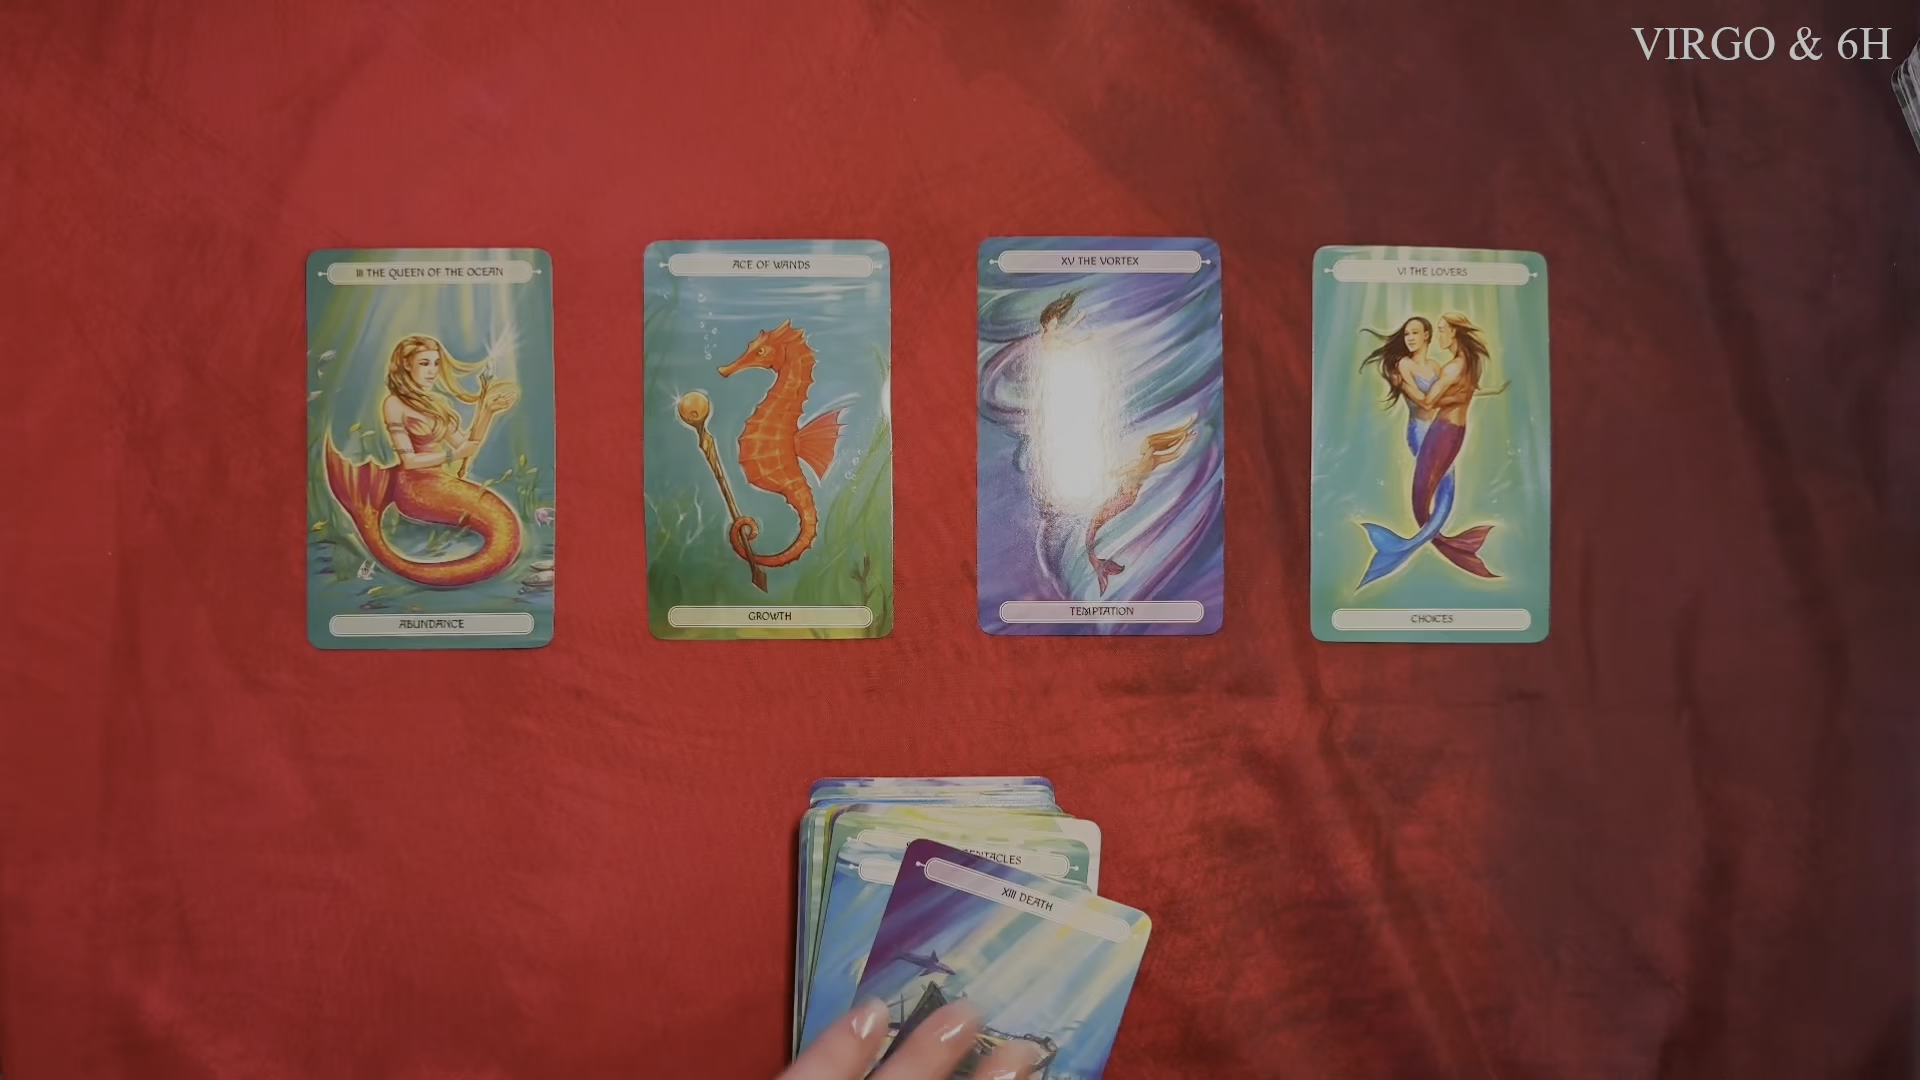 VIRGO & 6H
III THE QUEEN OF THE OCEAN
ABUNDANCE
ACE OF WANDS
GROWTH
XV THE VORTEX
TEMPTATION
VI THE LOVERS
CHOICES
XIII DEATH